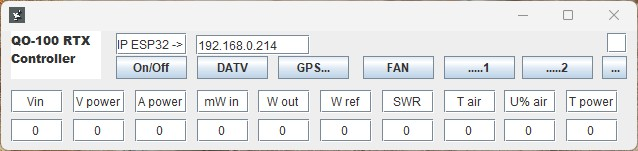 QO-100 RTX
Controller
IP ESP32 -> 192.168.0.214
On/Off DATV GPS... FAN .....1 .....2 ...
Vin V power A power mW in W out W ref SWR T air U% air T power
0 0 0 0 0 0 0 0 0 0